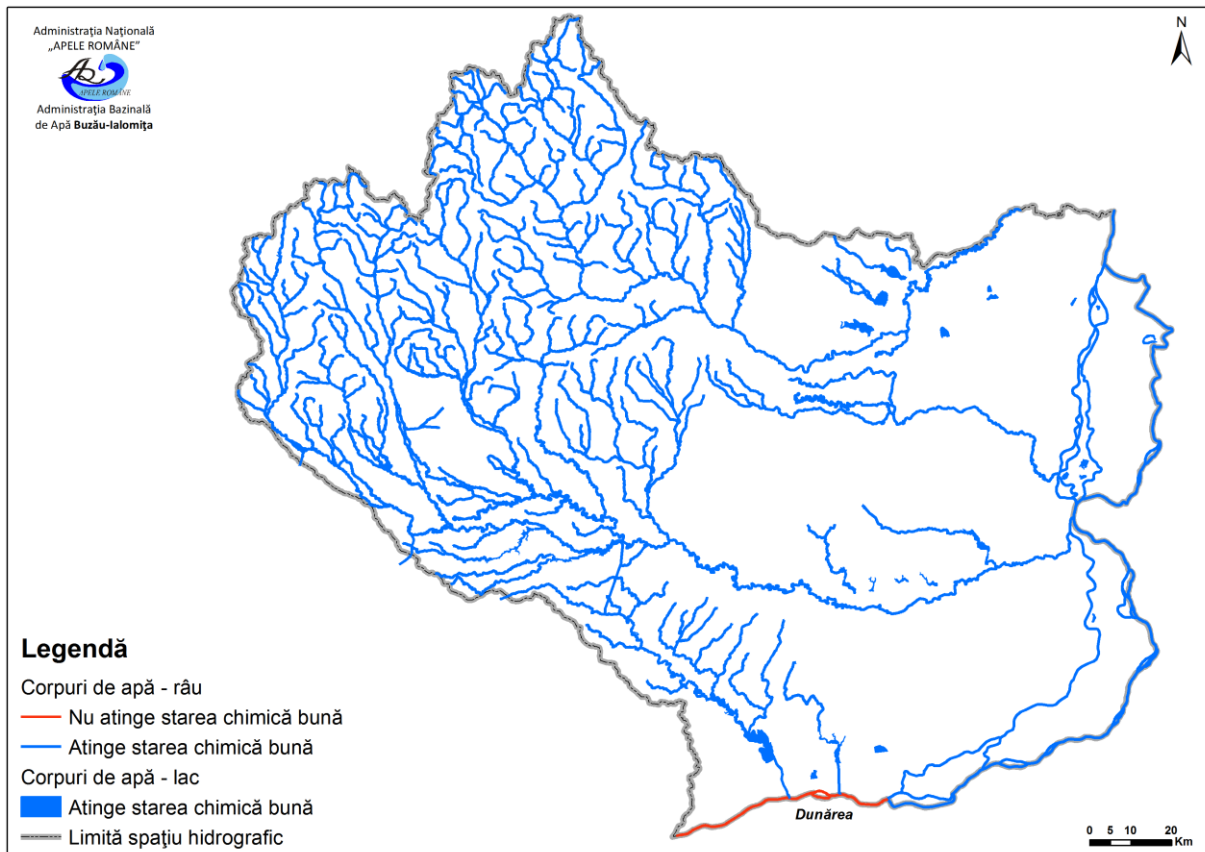 Administrația Națională
„APELE ROMÂNE”
APELE ROMÂNE
Administrația Bazinală
de Apă Buzău-Ialomița
N
Legendă
Corpuri de apă - râu
Nu atinge starea chimică bună
Atinge starea chimică bună
Corpuri de apă - lac
Atinge starea chimică bună
Limită spațiu hidrografic
Dunărea
0 5 10 20
Km